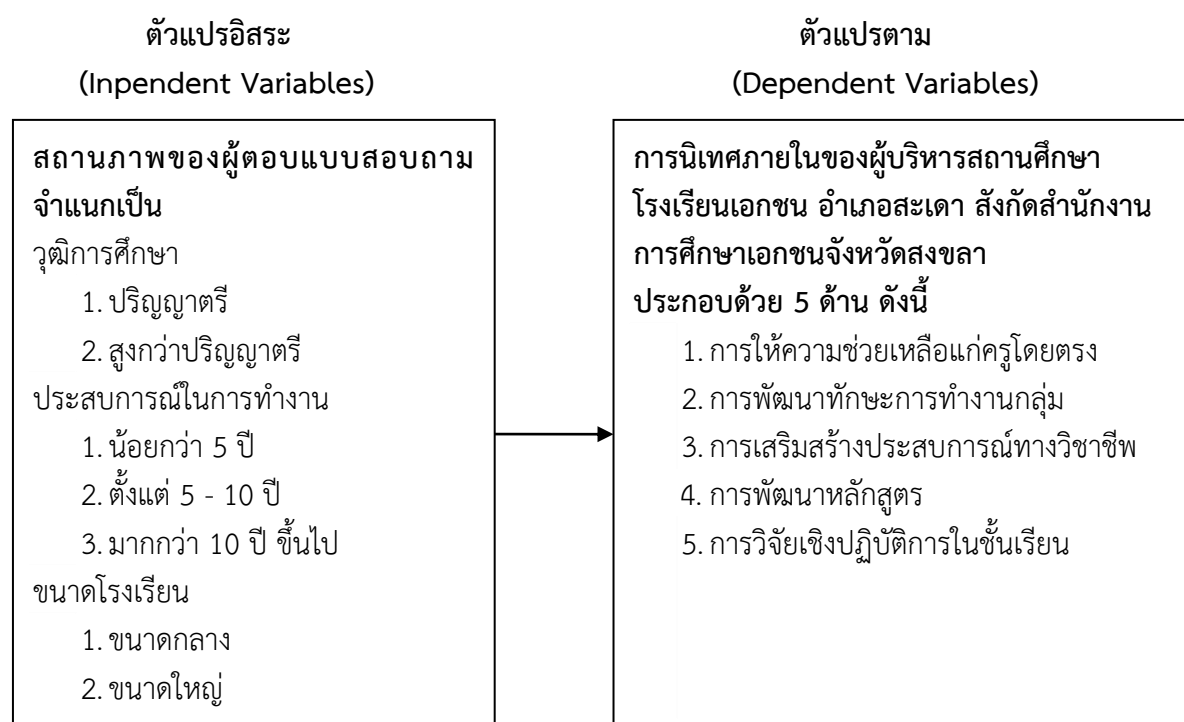 ตัวแปรอิสระ
(Inpendent Variables)
สถานภาพของผู้ตอบแบบสอบถาม
จำแนกเป็น
วุฒิการศึกษา
1. ปริญญาตรี
2. สูงกว่าปริญญาตรี
ประสบการณ์ในการทำงาน
1. น้อยกว่า 5 ปี
2. ตั้งแต่ 5 - 10 ปี
3. มากกว่า 10 ปี ขึ้นไป
ขนาดโรงเรียน
1. ขนาดกลาง
2. ขนาดใหญ่
ตัวแปรตาม
(Dependent Variables)
การนิเทศภายในของผู้บริหารสถานศึกษา
โรงเรียนเอกชน อำเภอสะเดา สังกัดสำนักงาน
การศึกษาเอกชนจังหวัดสงขลา
ประกอบด้วย 5 ด้าน ดังนี้
1. การให้ความช่วยเหลือแก่ครูโดยตรง
2. การพัฒนาทักษะการทำงานกลุ่ม
3. การเสริมสร้างประสบการณ์ทางวิชาชีพ
4. การพัฒนาหลักสูตร
5. การวิจัยเชิงปฏิบัติการในชั้นเรียน